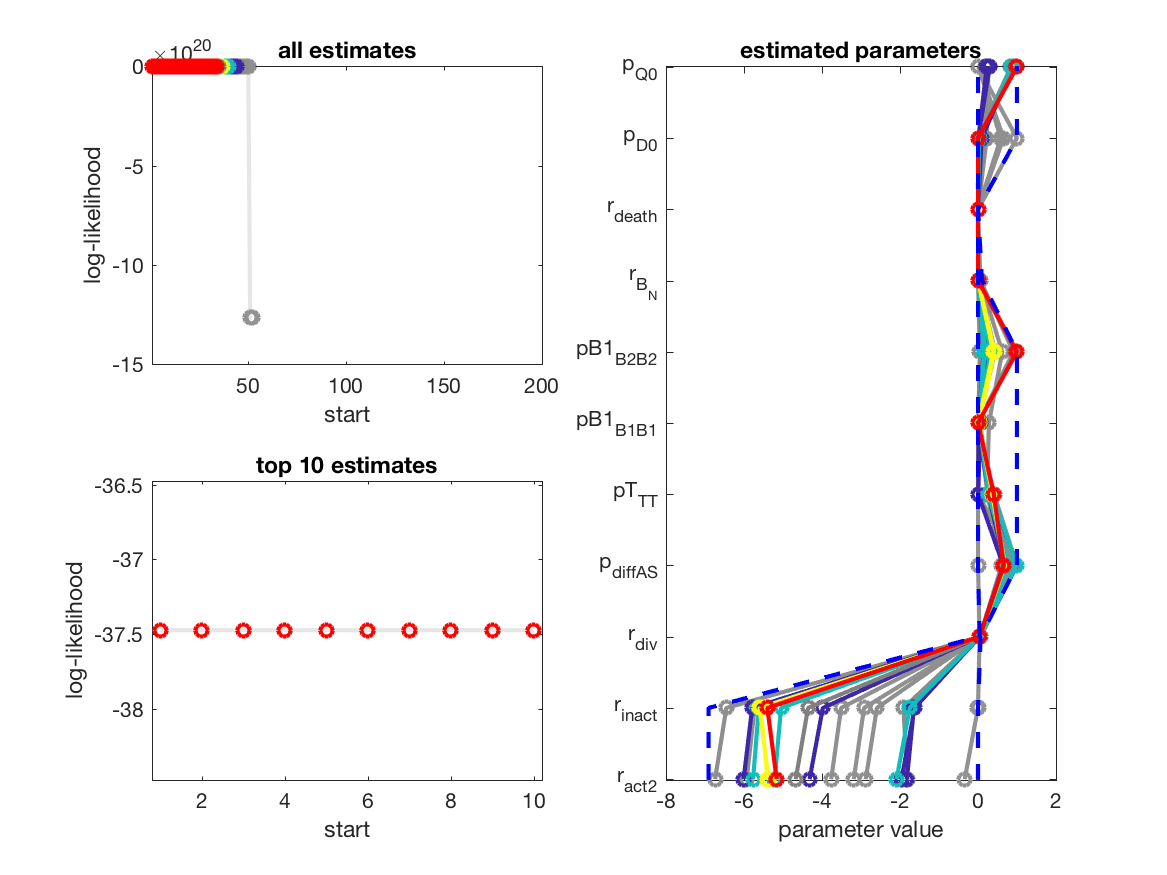 all estimates
× 10^20
0
-5
-10
-15
log-likelihood
50
100
150
200
start
top 10 estimates
-36.5
-37
-37.5
-38
log-likelihood
2
4
6
8
10
start
estimated parameters
p_Q0
p_D0
r_death
r_B_N
pB1_B2B2
pB1_B1B1
pT_TT
p_diffAS
r_div
r_inact
r_act2
-8
-6
-4
-2
0
2
parameter value